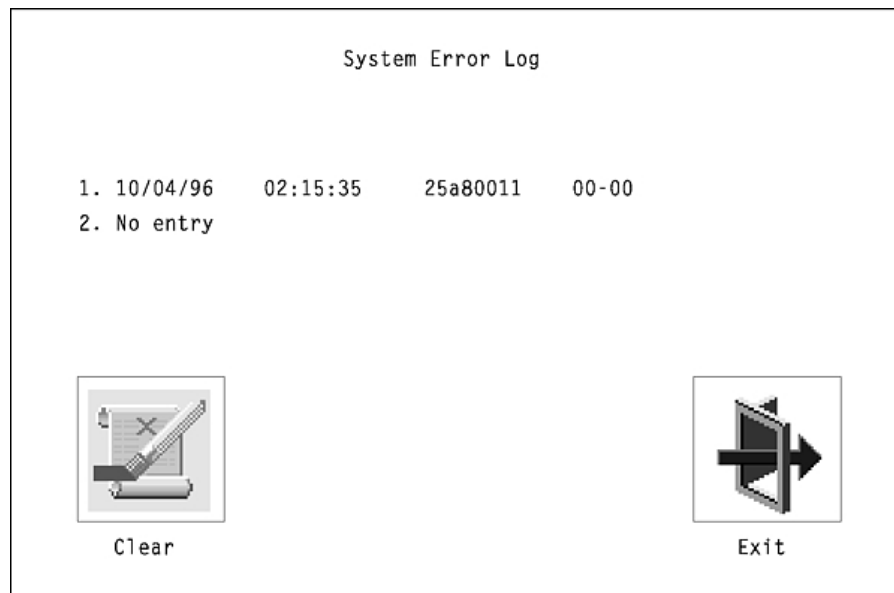 System Error Log
1. 10/04/96 02:15:35 25a80011 00-00
2. No entry
Clear Exit